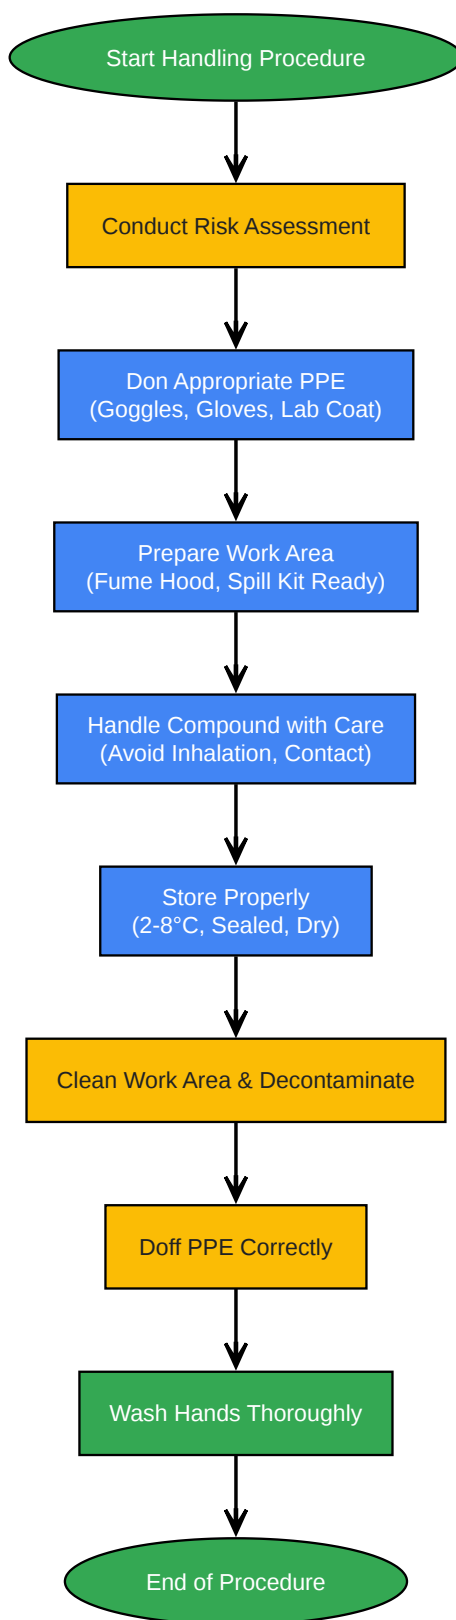 Start Handling Procedure
Conduct Risk Assessment
Don Appropriate PPE
(Goggles, Gloves, Lab Coat)
Prepare Work Area
(Fume Hood, Spill Kit Ready)
Handle Compound with Care
(Avoid Inhalation, Contact)
Store Properly
(2-8°C, Sealed, Dry)
Clean Work Area & Decontaminate
Doff PPE Correctly
Wash Hands Thoroughly
End of Procedure